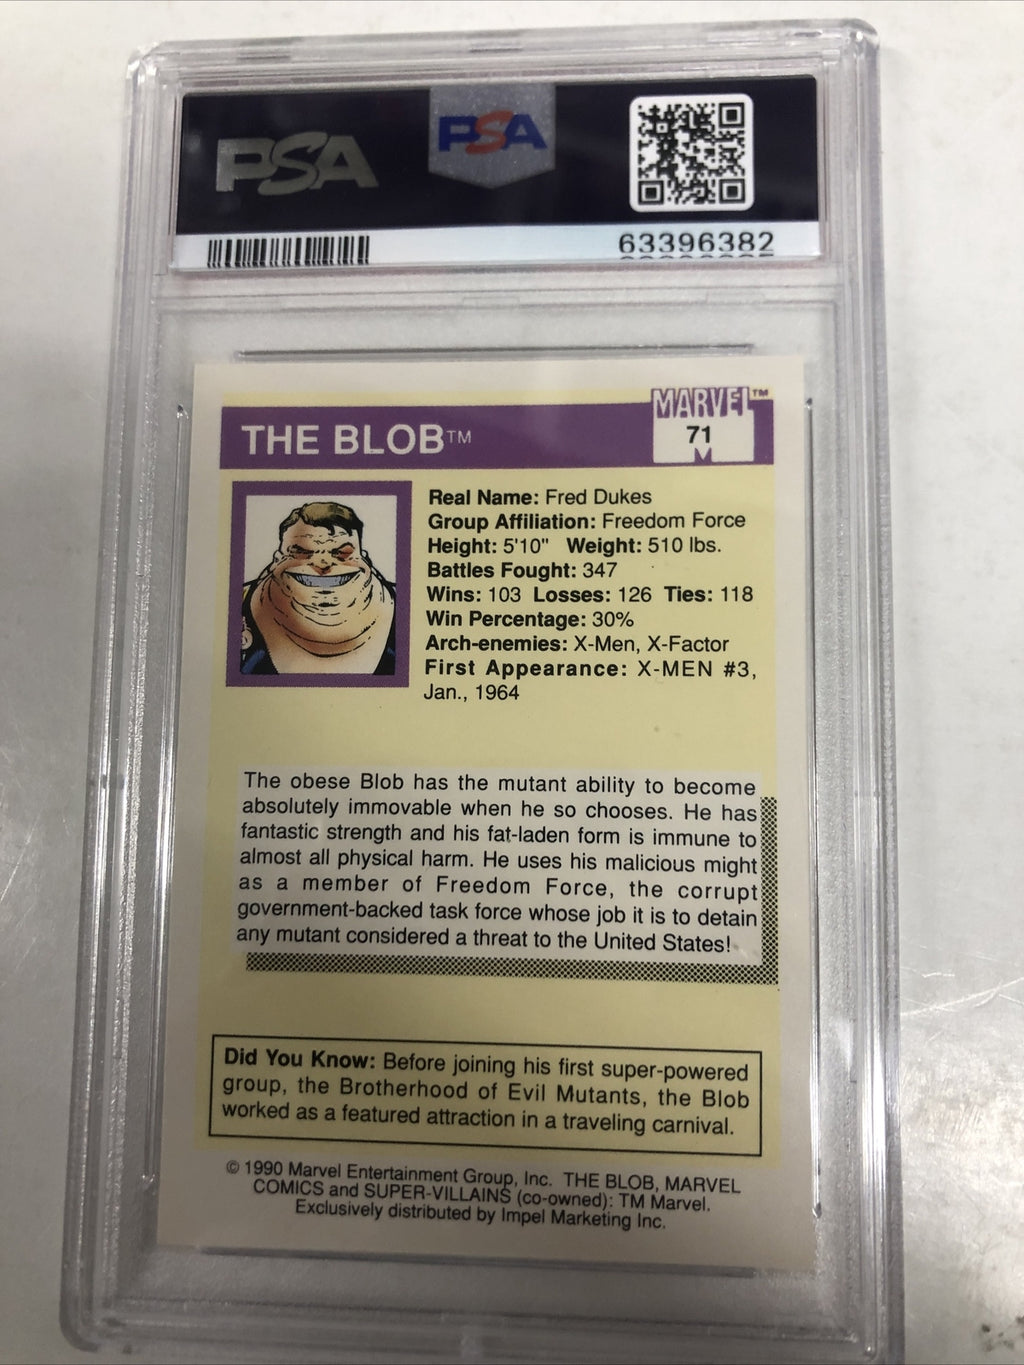 PSA
PSA
63396382
MARVEL™
THE BLOB™
71
Real Name: Fred Dukes
Group Affiliation: Freedom Force
Height: 5'10" Weight: 510 lbs.
Battles Fought: 347
Wins: 103 Losses: 126 Ties: 118
Win Percentage: 30%
Arch-enemies: X-Men, X-Factor
First Appearance: X-MEN #3,
Jan., 1964
The obese Blob has the mutant ability to become
absolutely immovable when he so chooses. He has
fantastic strength and his fat-laden form is immune to
almost all physical harm. He uses his malicious might
as a member of Freedom Force, the corrupt
government-backed task force whose job it is to detain
any mutant considered a threat to the United States!
Did You Know: Before joining his first super-powered
group, the Brotherhood of Evil Mutants, the Blob
worked as a featured attraction in a traveling carnival.
© 1990 Marvel Entertainment Group, Inc. THE BLOB, MARVEL
COMICS and SUPER-VILLAINS (co-owned): TM Marvel.
Exclusively distributed by Impel Marketing Inc.